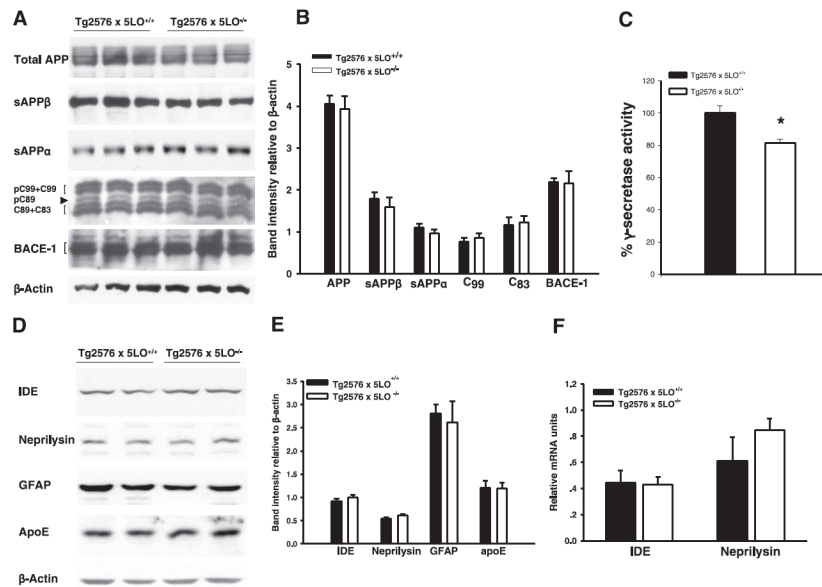 A
Tg2576 x 5LO+/+ Tg2576 x 5LO-/-
Total APP
sAPPβ
sAPPα
pC99+C99
pC89
C89+C83
BACE-1
β-Actin
B
Tg2576 x 5LO+/+
Tg2576 x 5LO-/-
Band intensity relative to β-actin
5
4
3
2
1
0
APP sAPPβ sAPPα C99 C83 BACE-1
C
Tg2576 x 5LO+/+
Tg2576 x 5LO-/-
% γ-secretase activity
120
100
80
60
40
20
0
*
D
Tg2576 x 5LO+/+ Tg2576 x 5LO-/-
IDE
Neprilysin
GFAP
ApoE
β-Actin
E
Tg2576 x 5LO+/+
Tg2576 x 5LO-/-
Band intensity relative to β-actin
3.5
3.0
2.5
2.0
1.5
1.0
0.5
0.0
IDE Neprilysin GFAP apoE
F
Tg2576 x 5LO+/+
Tg2576 x 5LO-/-
Relative mRNA units
1.2
1.0
.8
.6
.4
.2
0.0
IDE Neprilysin